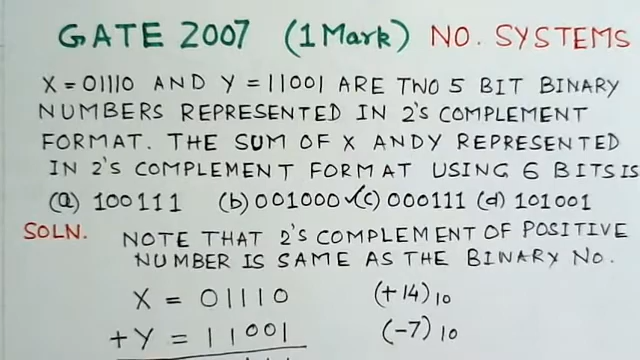 GATE 2007 (1 Mark) NO. SYSTEMS
X = 01110 AND Y = 11001 ARE TWO 5 BIT BINARY
NUMBERS REPRESENTED IN 2'S COMPLEMENT
FORMAT. THE SUM OF X AND Y REPRESENTED
IN 2'S COMPLEMENT FORMAT USING 6 BITS IS
(a) 100111 (b) 001000 ✓(c) 000111 (d) 101001
SOLN. NOTE THAT 2'S COMPLEMENT OF POSITIVE
NUMBER IS SAME AS THE BINARY NO.
X = 01110 (+14)10
+ Y = 11001 (-7)10